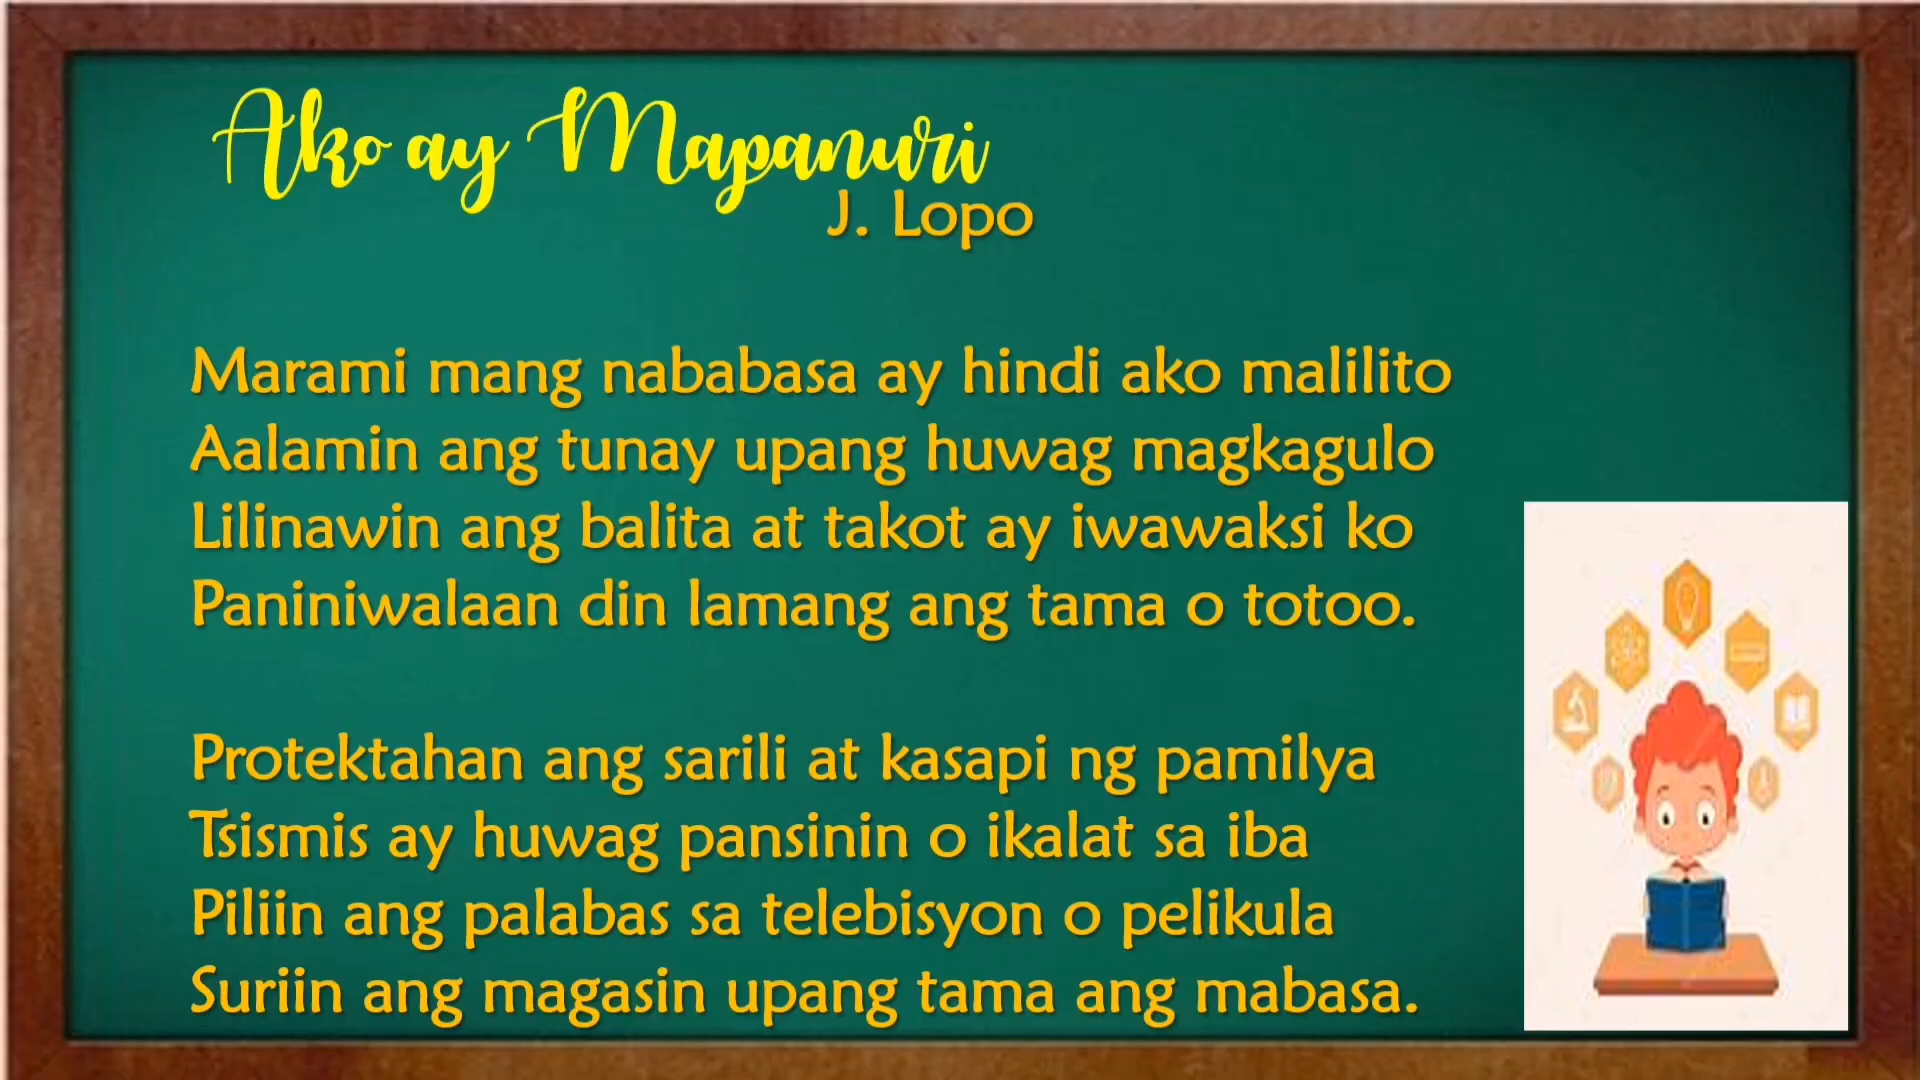 Ako ay Mapanuri
J. Lopo
Marami mang nababasa ay hindi ako malilito
Aalamin ang tunay upang huwag magkagulo
Lilinawin ang balita at takot ay iwawaksi ko
Paniniwalaan din lamang ang tama o totoo.
Protektahan ang sarili at kasapi ng pamilya
Tsismis ay huwag pansinin o ikalat sa iba
Piliin ang palabas sa telebisyon o pelikula
Suriin ang magasin upang tama ang mabasa.